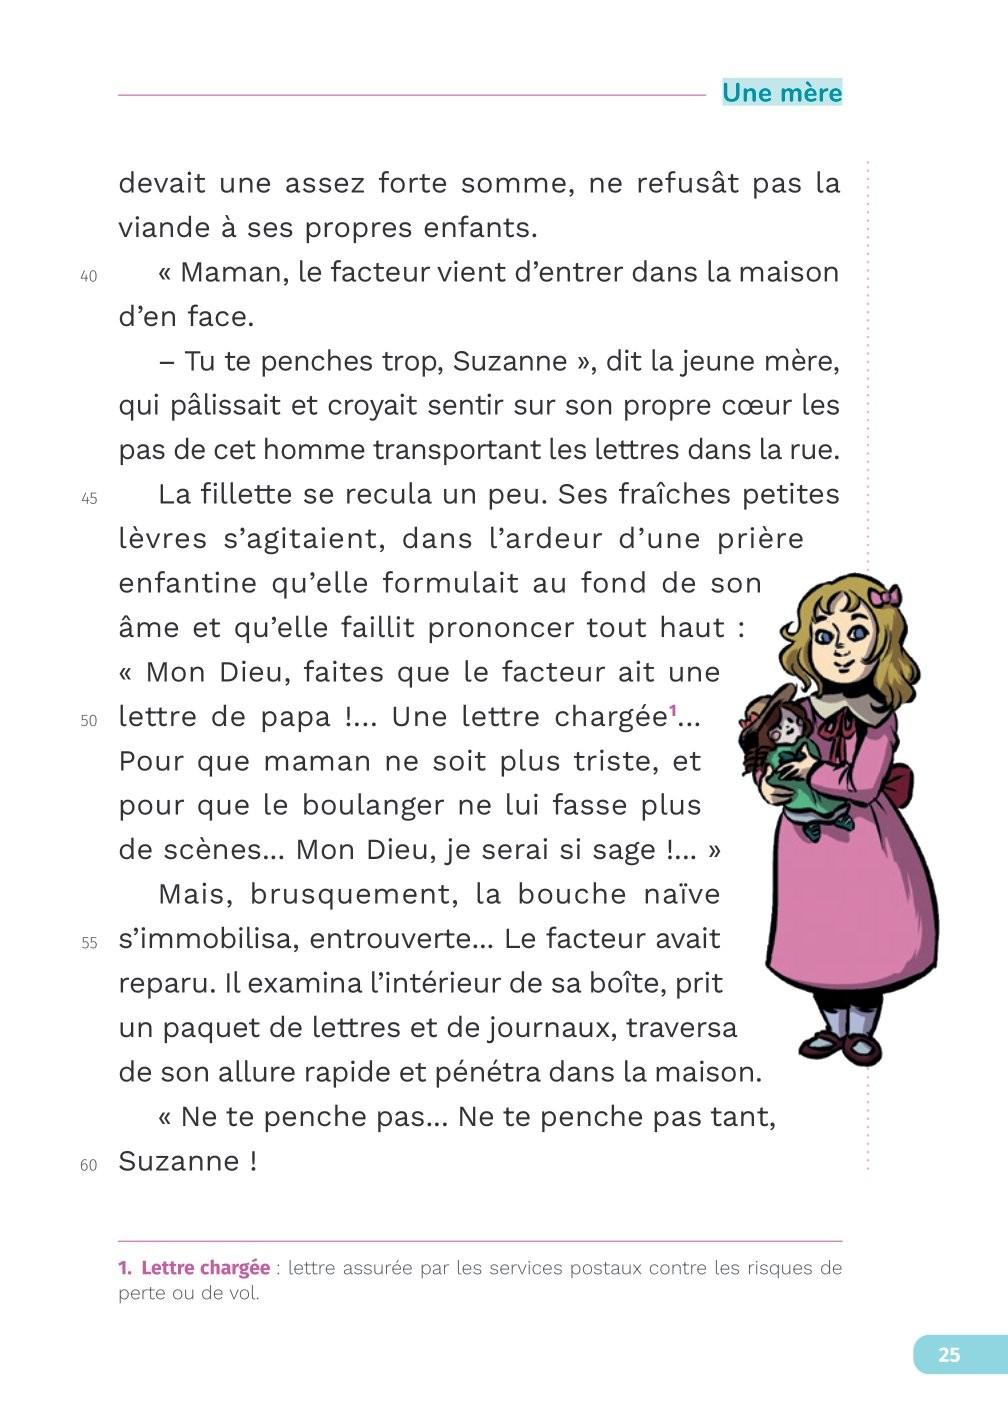 Une mère
devait une assez forte somme, ne refusât pas la
viande à ses propres enfants.
40 « Maman, le facteur vient d’entrer dans la maison
d’en face.
– Tu te penches trop, Suzanne », dit la jeune mère,
qui pâlissait et croyait sentir sur son propre cœur les
pas de cet homme transportant les lettres dans la rue.
45 La fillette se recula un peu. Ses fraîches petites
lèvres s’agitaient, dans l’ardeur d’une prière
enfantine qu’elle formulait au fond de son
âme et qu’elle faillit prononcer tout haut :
« Mon Dieu, faites que le facteur ait une
50 lettre de papa !... Une lettre chargée¹...
Pour que maman ne soit plus triste, et
pour que le boulanger ne lui fasse plus
de scènes... Mon Dieu, je serai si sage !... »
Mais, brusquement, la bouche naïve
55 s’immobilisa, entrouverte... Le facteur avait
reparu. Il examina l’intérieur de sa boîte, prit
un paquet de lettres et de journaux, traversa
de son allure rapide et pénétra dans la maison.
« Ne te penche pas... Ne te penche pas tant,
60 Suzanne !
1. Lettre chargée : lettre assurée par les services postaux contre les risques de
perte ou de vol.
25